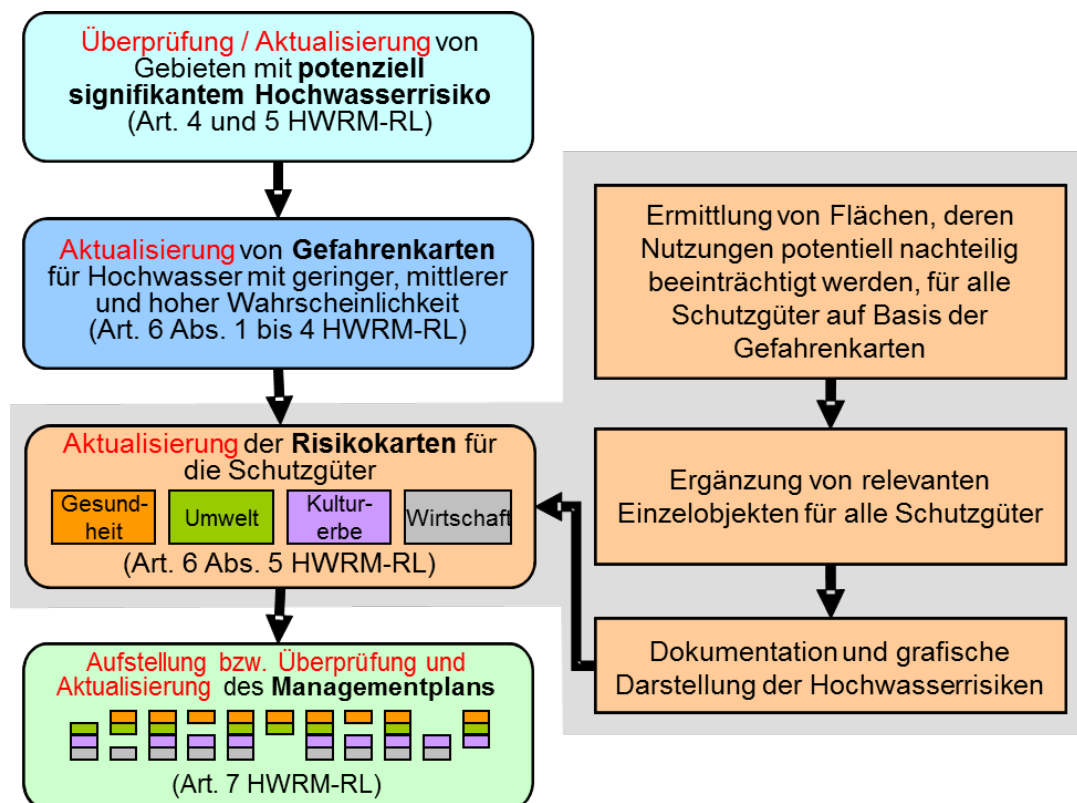 Überprüfung / Aktualisierung von
Gebieten mit potenziell
signifikantem Hochwasserrisiko
(Art. 4 und 5 HWRM-RL)
Aktualisierung von Gefahrenkarten
für Hochwasser mit geringer, mittlerer
und hoher Wahrscheinlichkeit
(Art. 6 Abs. 1 bis 4 HWRM-RL)
Aktualisierung der Risikokarten für
die Schutzgüter
Gesund-
heit
Umwelt
Kultur-
erbe
Wirtschaft
(Art. 6 Abs. 5 HWRM-RL)
Aufstellung bzw. Überprüfung und
Aktualisierung des Managementplans
(Art. 7 HWRM-RL)
Ermittlung von Flächen, deren
Nutzungen potentiell nachteilig
beeinträchtigt werden, für alle
Schutzgüter auf Basis der
Gefahrenkarten
Ergänzung von relevanten
Einzelobjekten für alle Schutzgüter
Dokumentation und grafische
Darstellung der Hochwasserrisiken